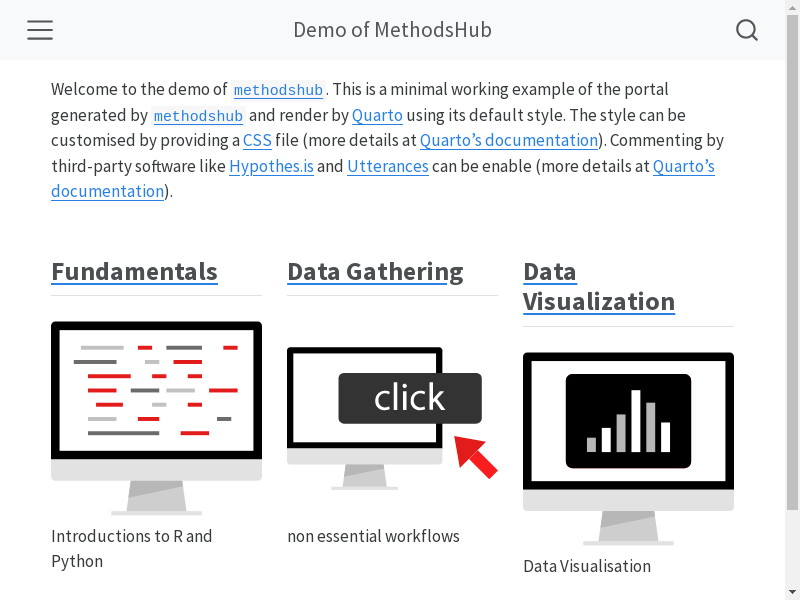 Demo of MethodsHub
Welcome to the demo of methodshub. This is a minimal working example of the portal
generated by methodshub and render by Quarto using its default style. The style can be
customised by providing a CSS file (more details at Quarto’s documentation). Commenting by
third-party software like Hypothes.is and Utterances can be enable (more details at Quarto’s
documentation).
Fundamentals
Introductions to R and
Python
Data Gathering
click
non essential workflows
Data
Visualization
Data Visualisation